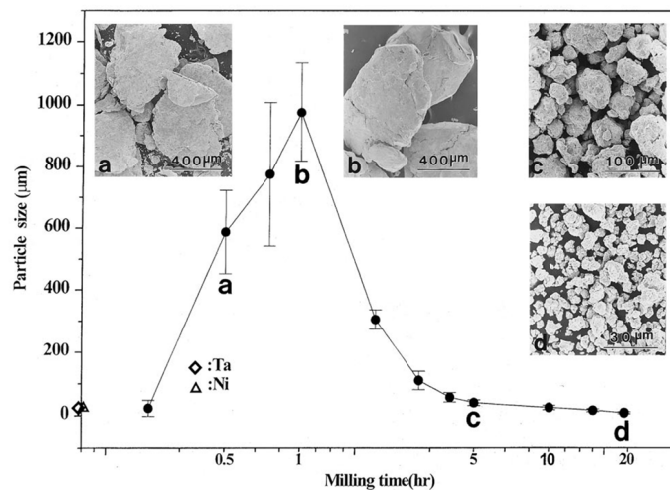 1200
1000
800
600
400
200
0
Particle size (μm)
a
400μm
b
400μm
c
100μm
d
30μm
b
a
◇ :Ta
△ :Ni
c
d
0.5
1
5
10
20
Milling time(hr)